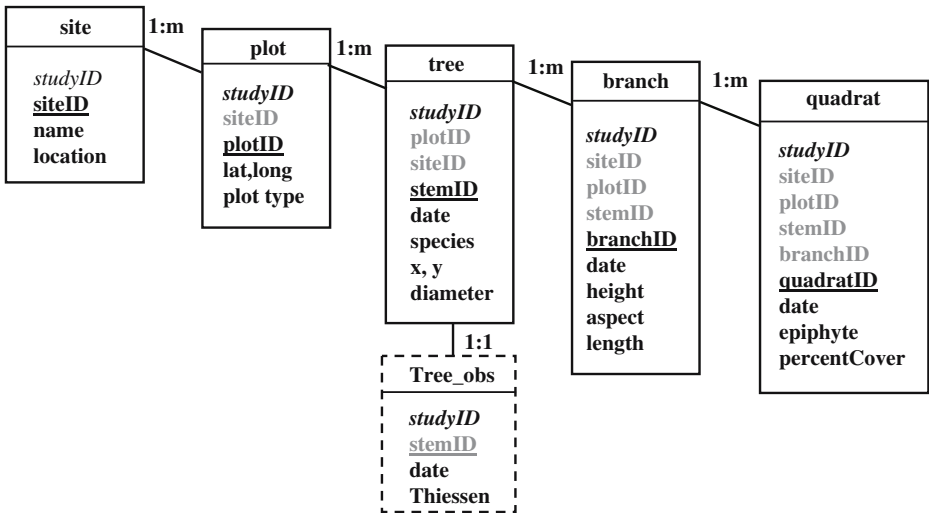 site
studyID
siteID
name
location
1:m
plot
studyID
siteID
plotID
lat,long
plot type
1:m
tree
studyID
plotID
siteID
stemID
date
species
x, y
diameter
1:m
branch
studyID
siteID
plotID
stemID
branchID
date
height
aspect
length
1:m
quadrat
studyID
siteID
plotID
stemID
branchID
quadratID
date
epiphyte
percentCover
1:1
Tree_obs
studyID
stemID
date
Thiessen